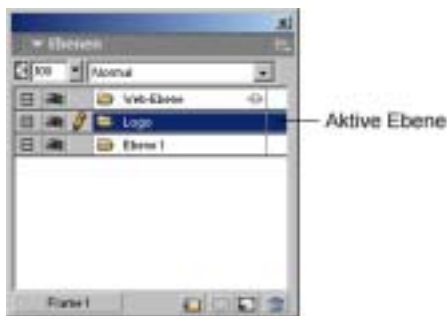 Ebenen
100 Normal
Web-Ebene
Logo
Aktive Ebene
Ebene 1
Frame 1